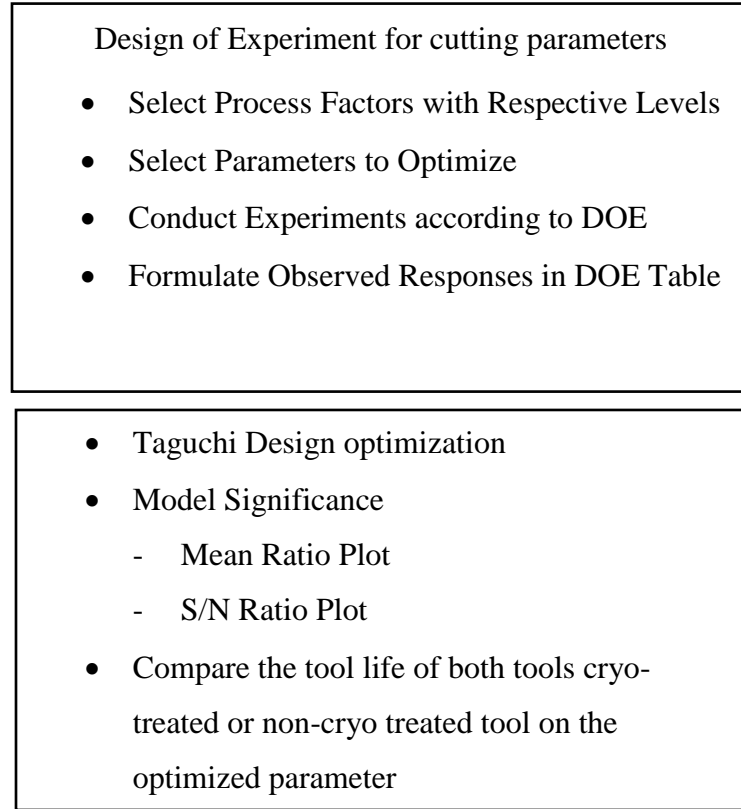 Design of Experiment for cutting parameters
• Select Process Factors with Respective Levels
• Select Parameters to Optimize
• Conduct Experiments according to DOE
• Formulate Observed Responses in DOE Table
• Taguchi Design optimization
• Model Significance
- Mean Ratio Plot
- S/N Ratio Plot
• Compare the tool life of both tools cryo-
treated or non-cryo treated tool on the
optimized parameter